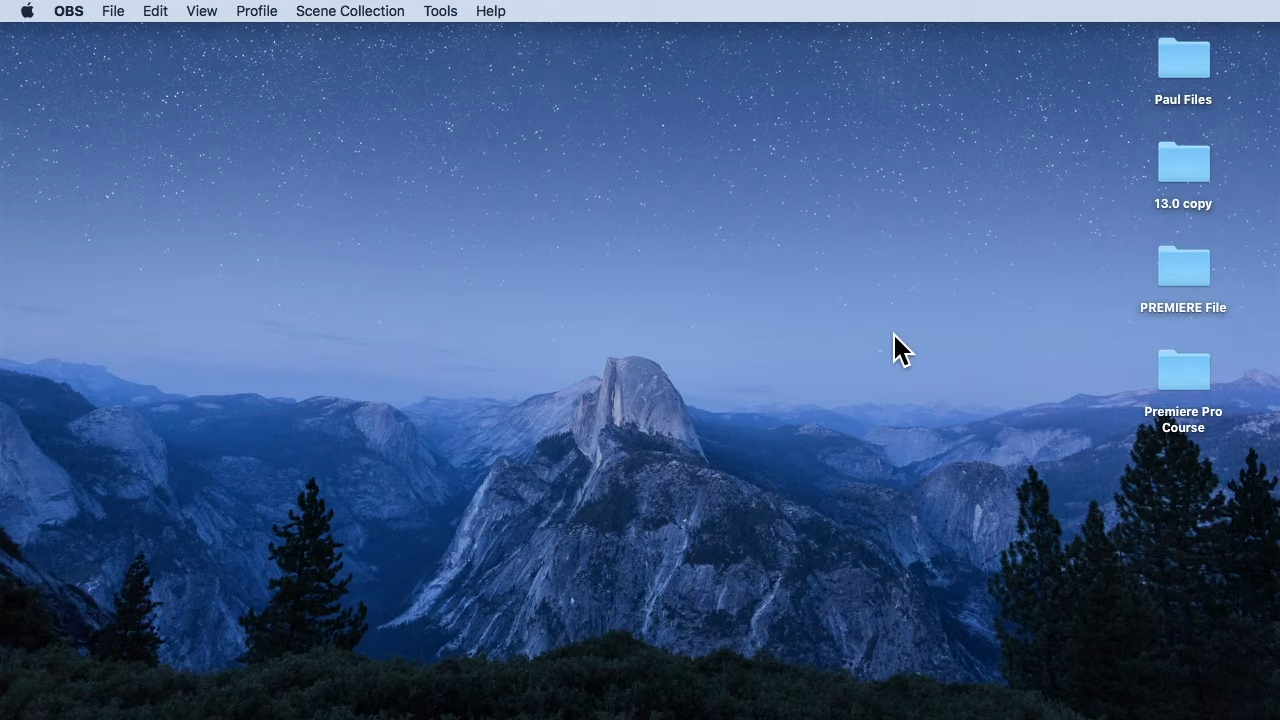 OBS File Edit View Profile Scene Collection Tools Help
Paul Files
13.0 copy
PREMIERE File
Premiere Pro
Course